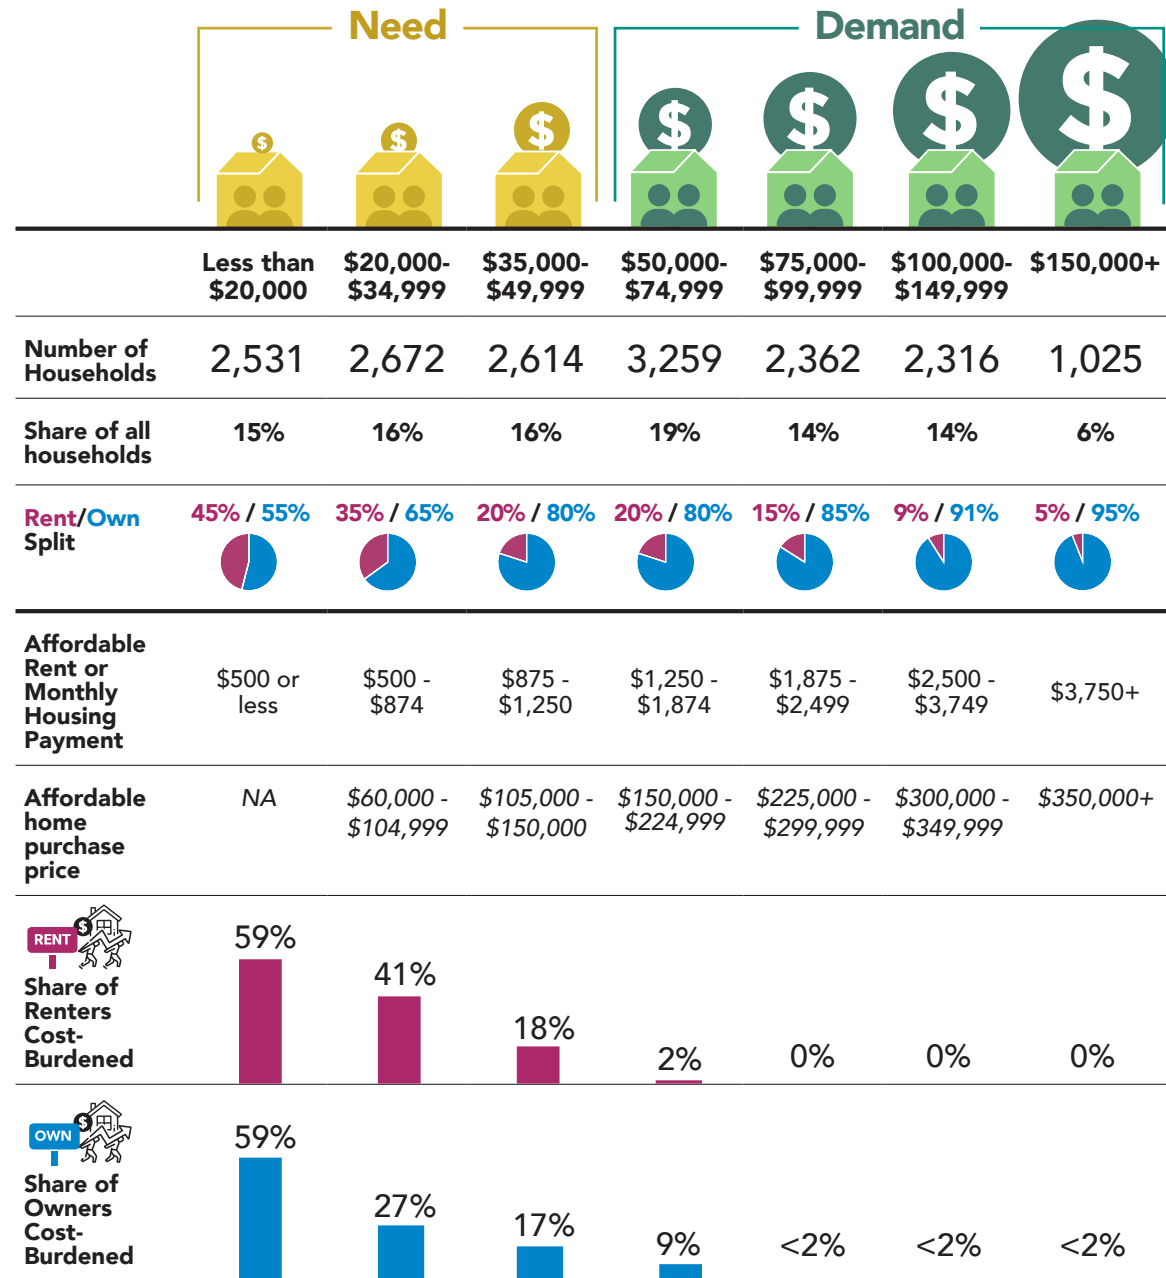 Need
Demand
$
$
$
$
$
$
$
Less than
$20,000
$20,000-
$34,999
$35,000-
$49,999
$50,000-
$74,999
$75,000-
$99,999
$100,000-
$149,999
$150,000+
Number of
Households
2,531
2,672
2,614
3,259
2,362
2,316
1,025
Share of all
households
15%
16%
16%
19%
14%
14%
6%
Rent/Own
Split
45% / 55%
35% / 65%
20% / 80%
20% / 80%
15% / 85%
9% / 91%
5% / 95%
Affordable
Rent or
Monthly
Housing
Payment
$500 or
less
$500 -
$874
$875 -
$1,250
$1,250 -
$1,874
$1,875 -
$2,499
$2,500 -
$3,749
$3,750+
Affordable
home
purchase
price
NA
$60,000 -
$104,999
$105,000 -
$150,000
$150,000 -
$224,999
$225,000 -
$299,999
$300,000 -
$349,999
$350,000+
$
RENT
Share of
Renters
Cost-
Burdened
59%
41%
18%
2%
0%
0%
0%
$
OWN
Share of
Owners
Cost-
Burdened
59%
27%
17%
9%
<2%
<2%
<2%